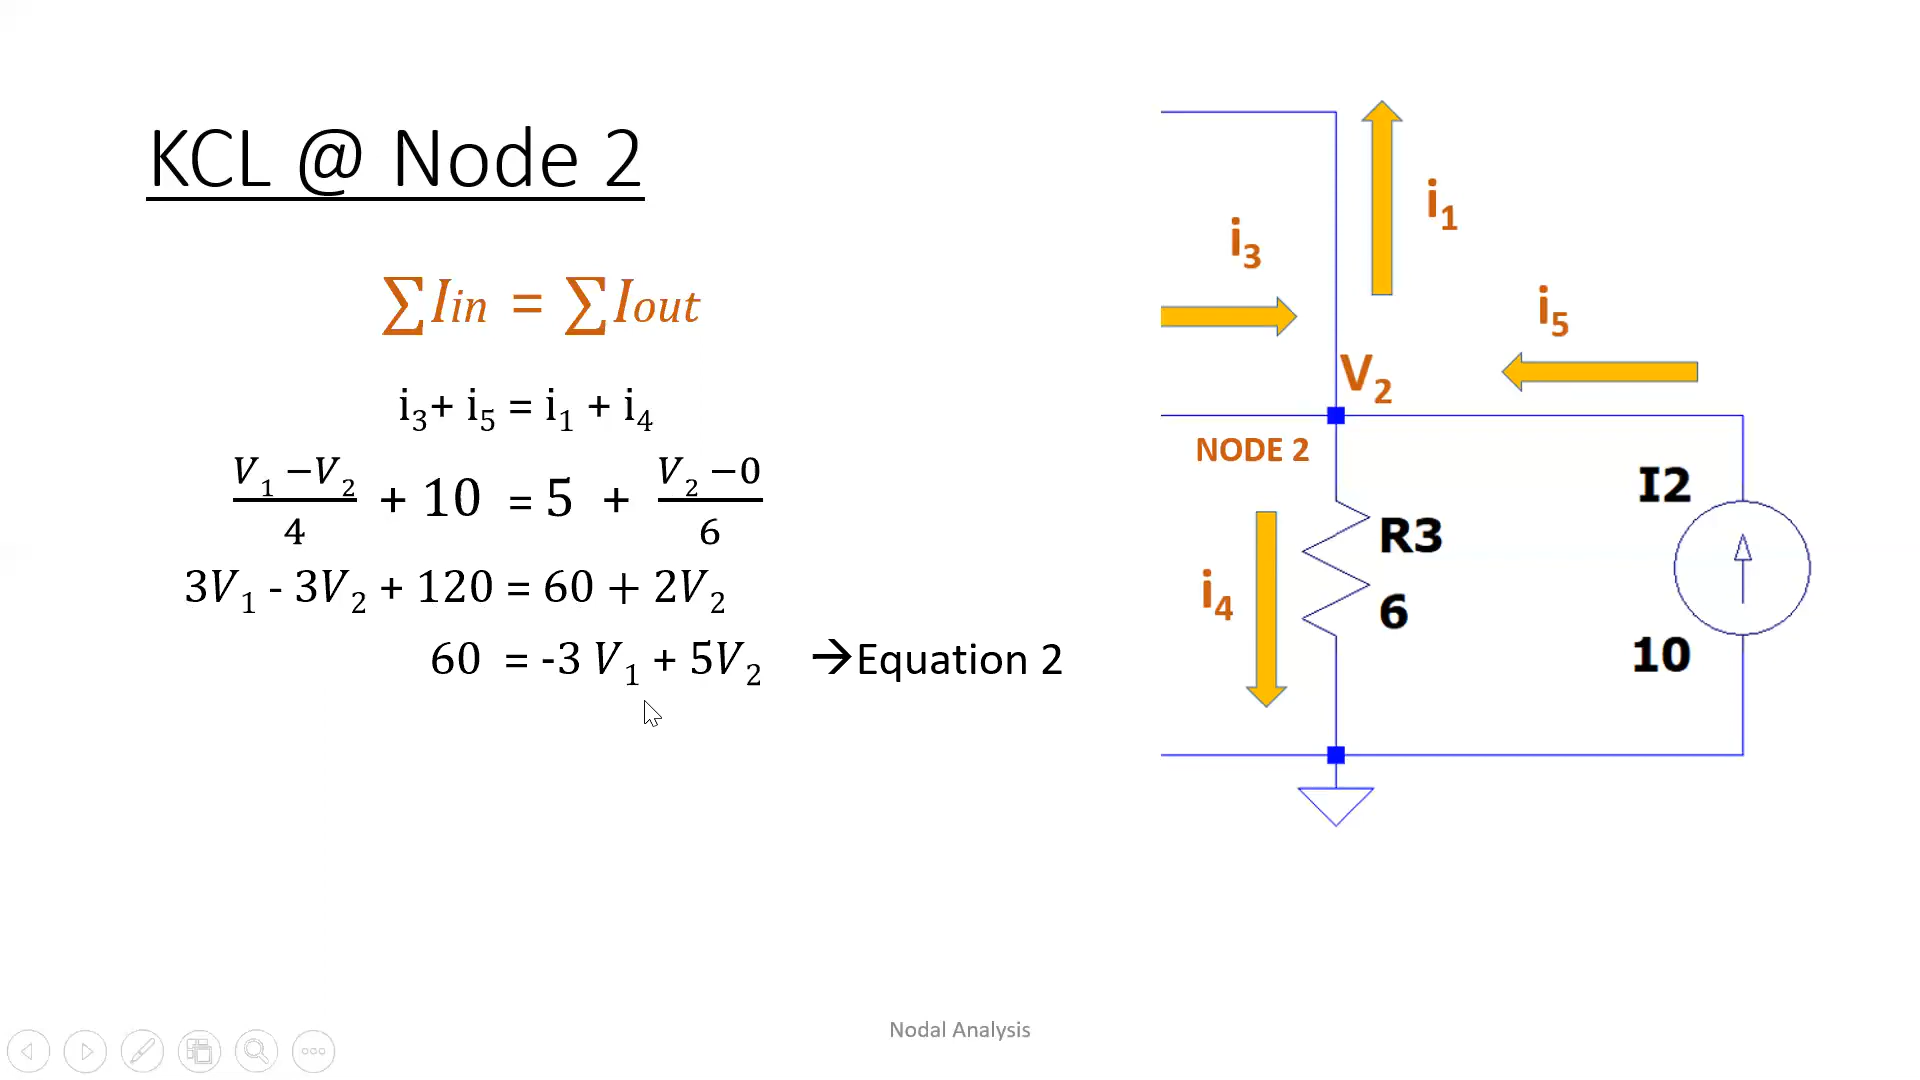 KCL @ Node 2
∑Iin = ∑Iout
i₃+ i₅ = i₁ + i₄
(V₁ −V₂)/4 + 10 = 5 + (V₂ −0)/6
3V₁ - 3V₂ + 120 = 60 + 2V₂
60 = -3 V₁ + 5V₂ →Equation 2
i₁
i₃
i₅
V₂
NODE 2
I2
R3
i₄
6
10
Nodal Analysis